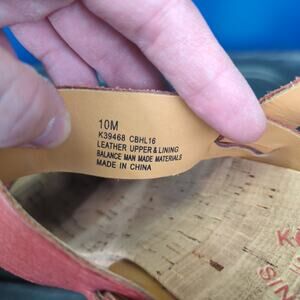 10M
K39468 CBHL16
LEATHER UPPER & LINING
BALANCE MAN MADE MATERIALS
MADE IN CHINA